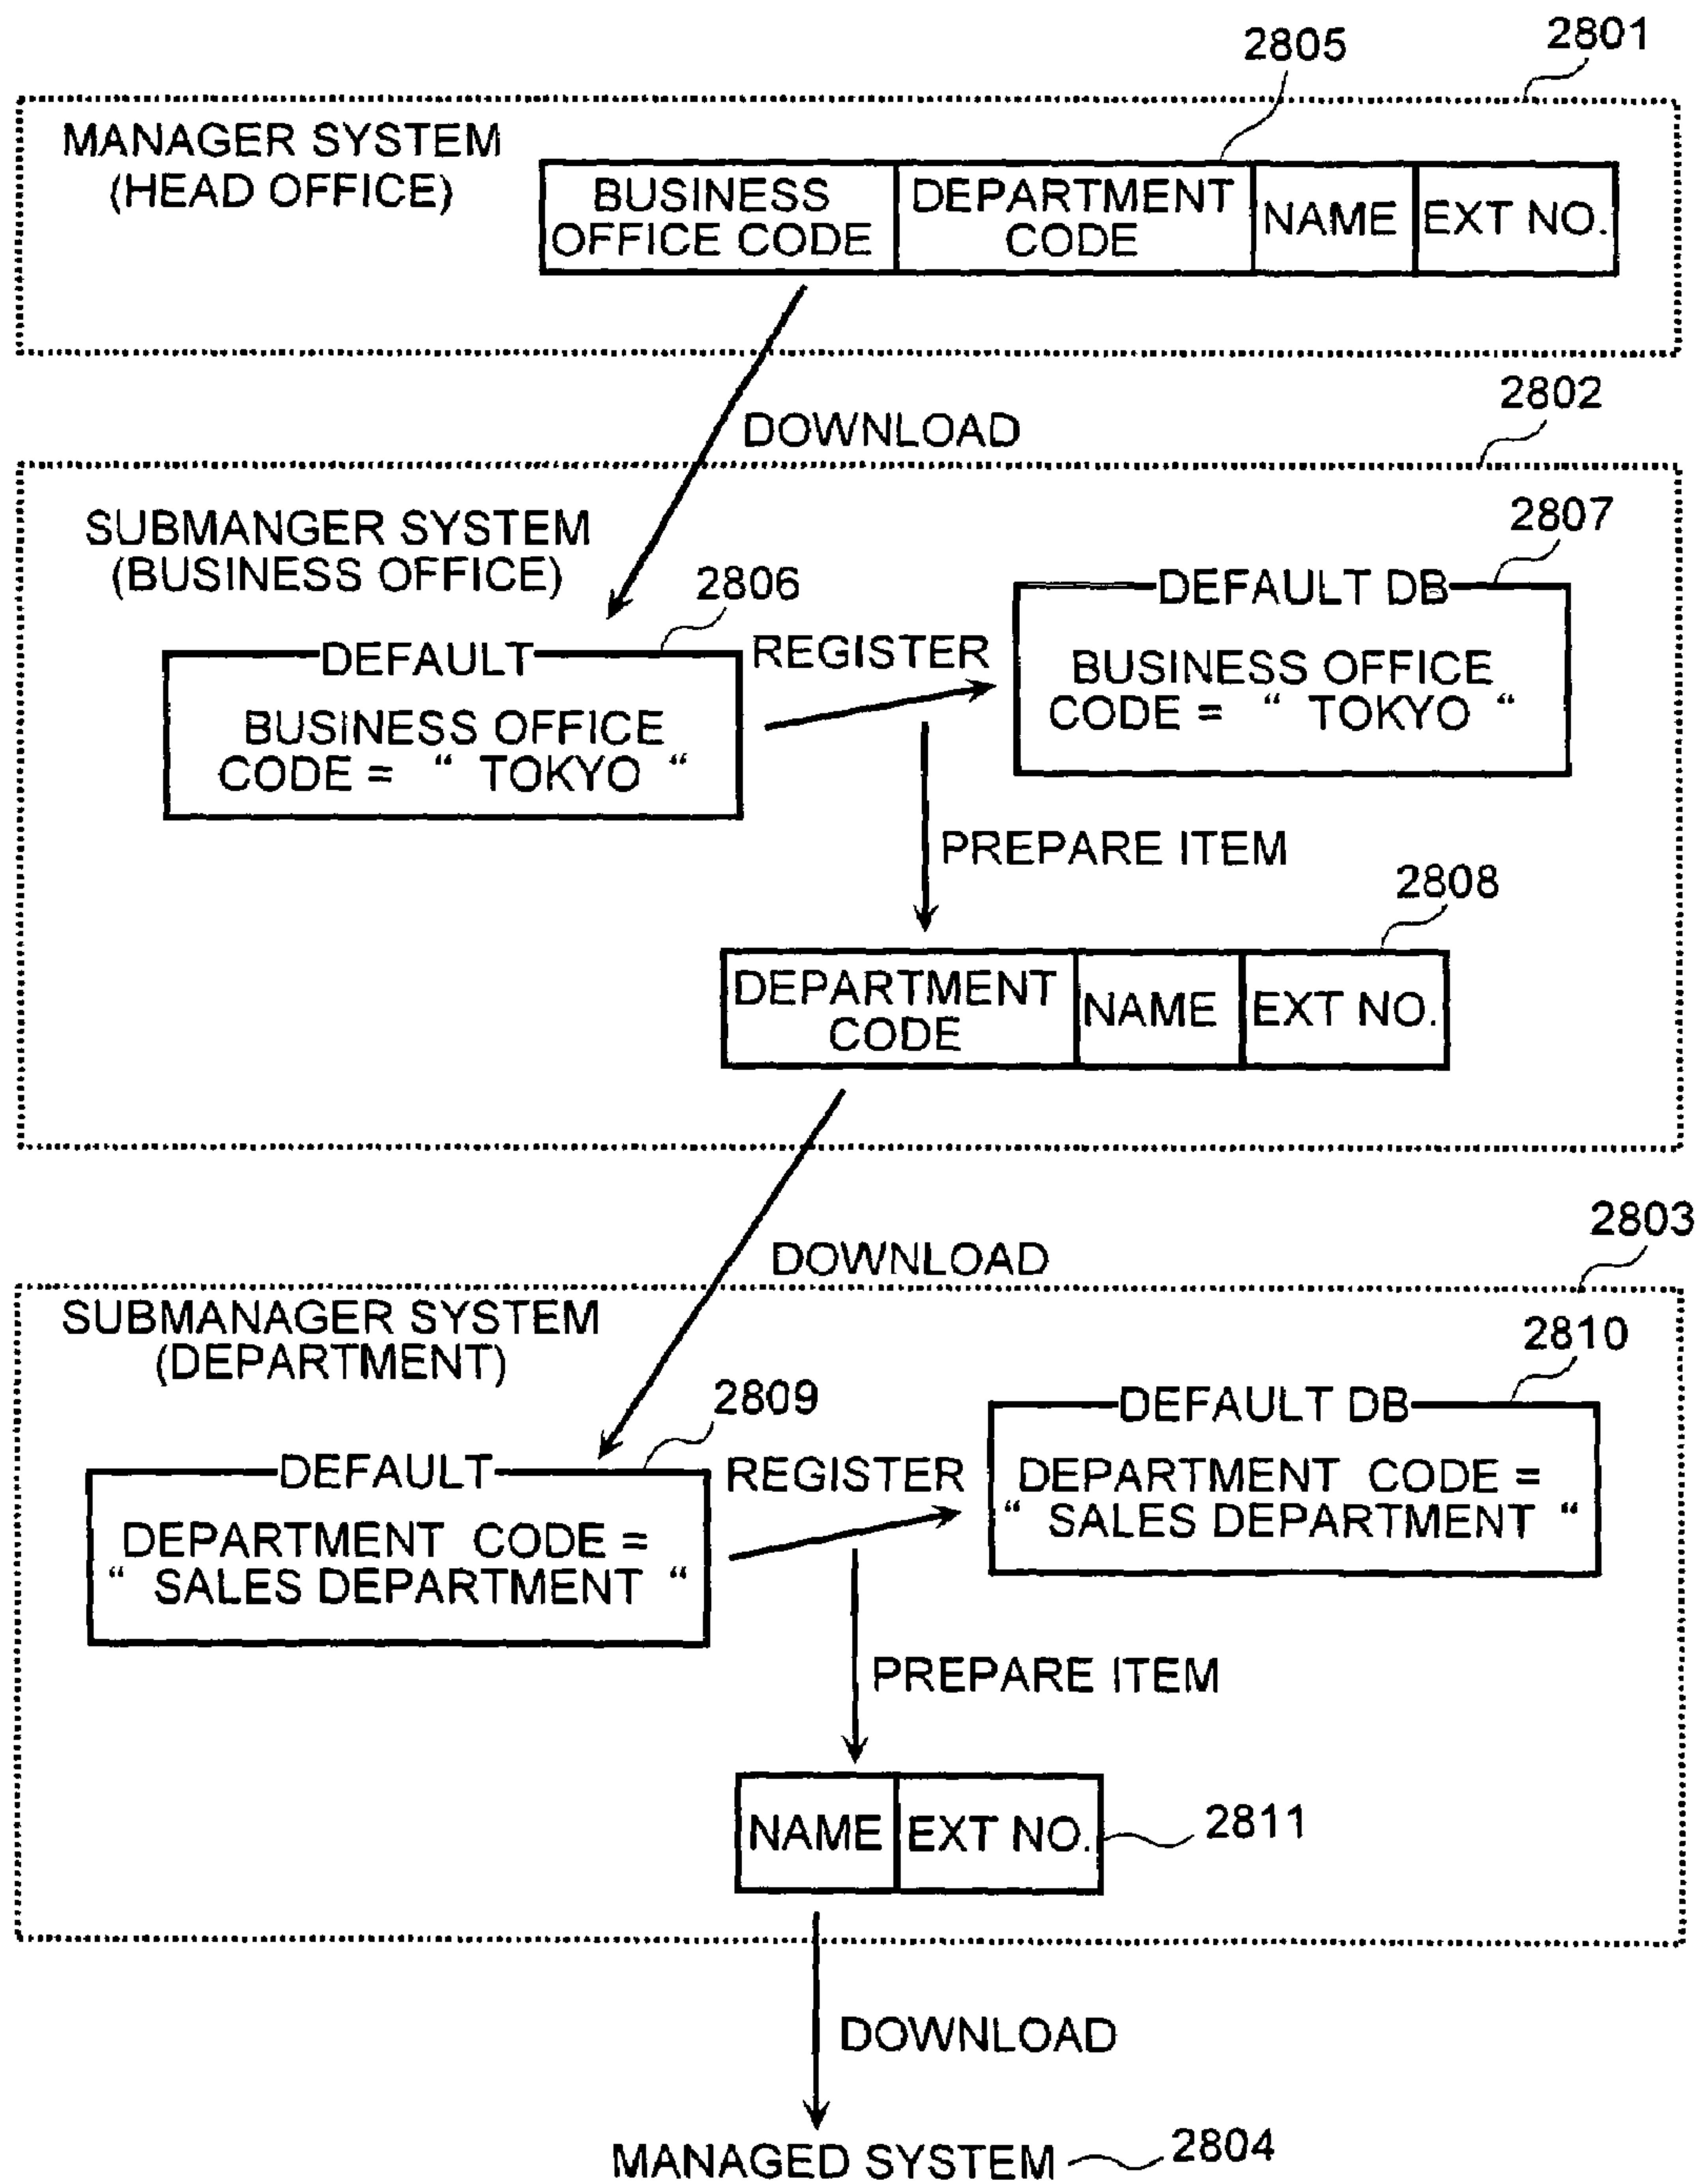 2801
2805
MANAGER SYSTEM
(HEAD OFFICE)
BUSINESS
OFFICE CODE
DEPARTMENT
CODE
NAME
EXT NO.
DOWNLOAD
2802
SUBMANGER SYSTEM
(BUSINESS OFFICE)
2807
2806
DEFAULT DB
BUSINESS OFFICE
CODE = “ TOKYO “
DEFAULT
BUSINESS OFFICE
CODE = “ TOKYO “
REGISTER
PREPARE ITEM
2808
DEPARTMENT
CODE
NAME
EXT NO.
DOWNLOAD
2803
SUBMANAGER SYSTEM
(DEPARTMENT)
2810
2809
DEFAULT DB
DEPARTMENT CODE =
“ SALES DEPARTMENT “
DEFAULT
DEPARTMENT CODE =
“ SALES DEPARTMENT “
REGISTER
PREPARE ITEM
NAME
EXT NO.
2811
DOWNLOAD
MANAGED SYSTEM
2804